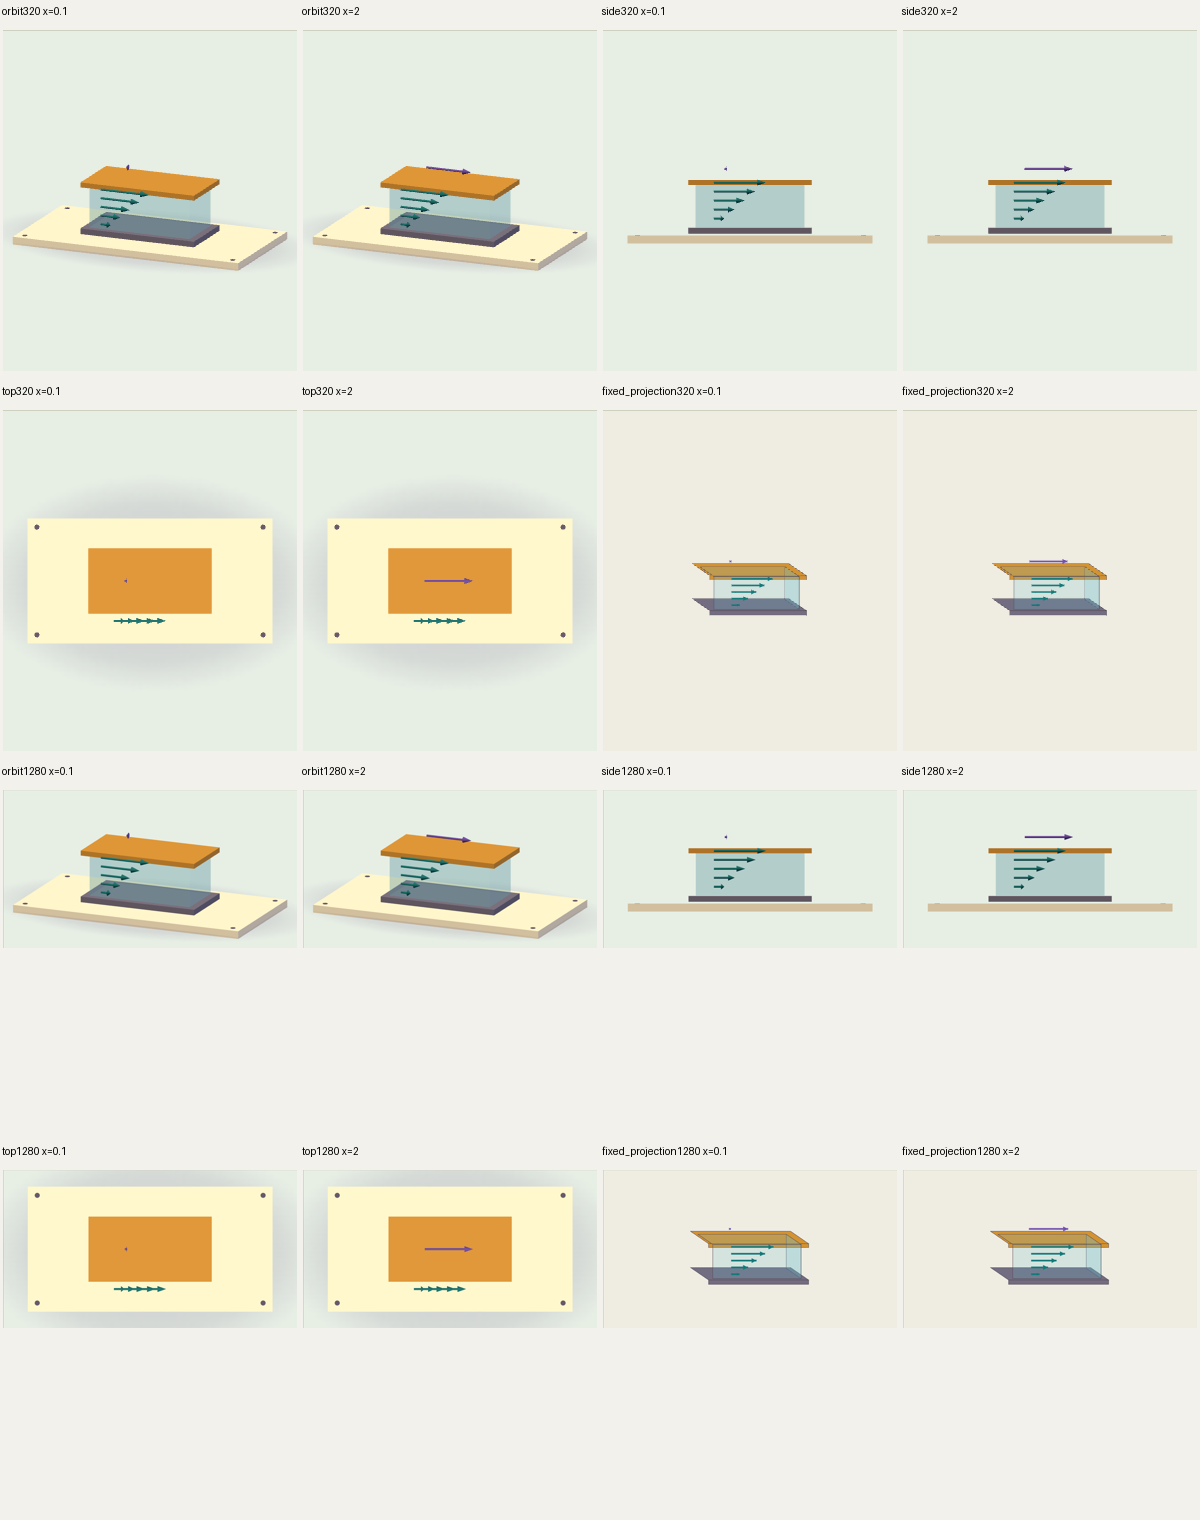 orbit320 x=0.1
orbit320 x=2
side320 x=0.1
side320 x=2
top320 x=0.1
top320 x=2
fixed_projection320 x=0.1
fixed_projection320 x=2
orbit1280 x=0.1
orbit1280 x=2
side1280 x=0.1
side1280 x=2
top1280 x=0.1
top1280 x=2
fixed_projection1280 x=0.1
fixed_projection1280 x=2